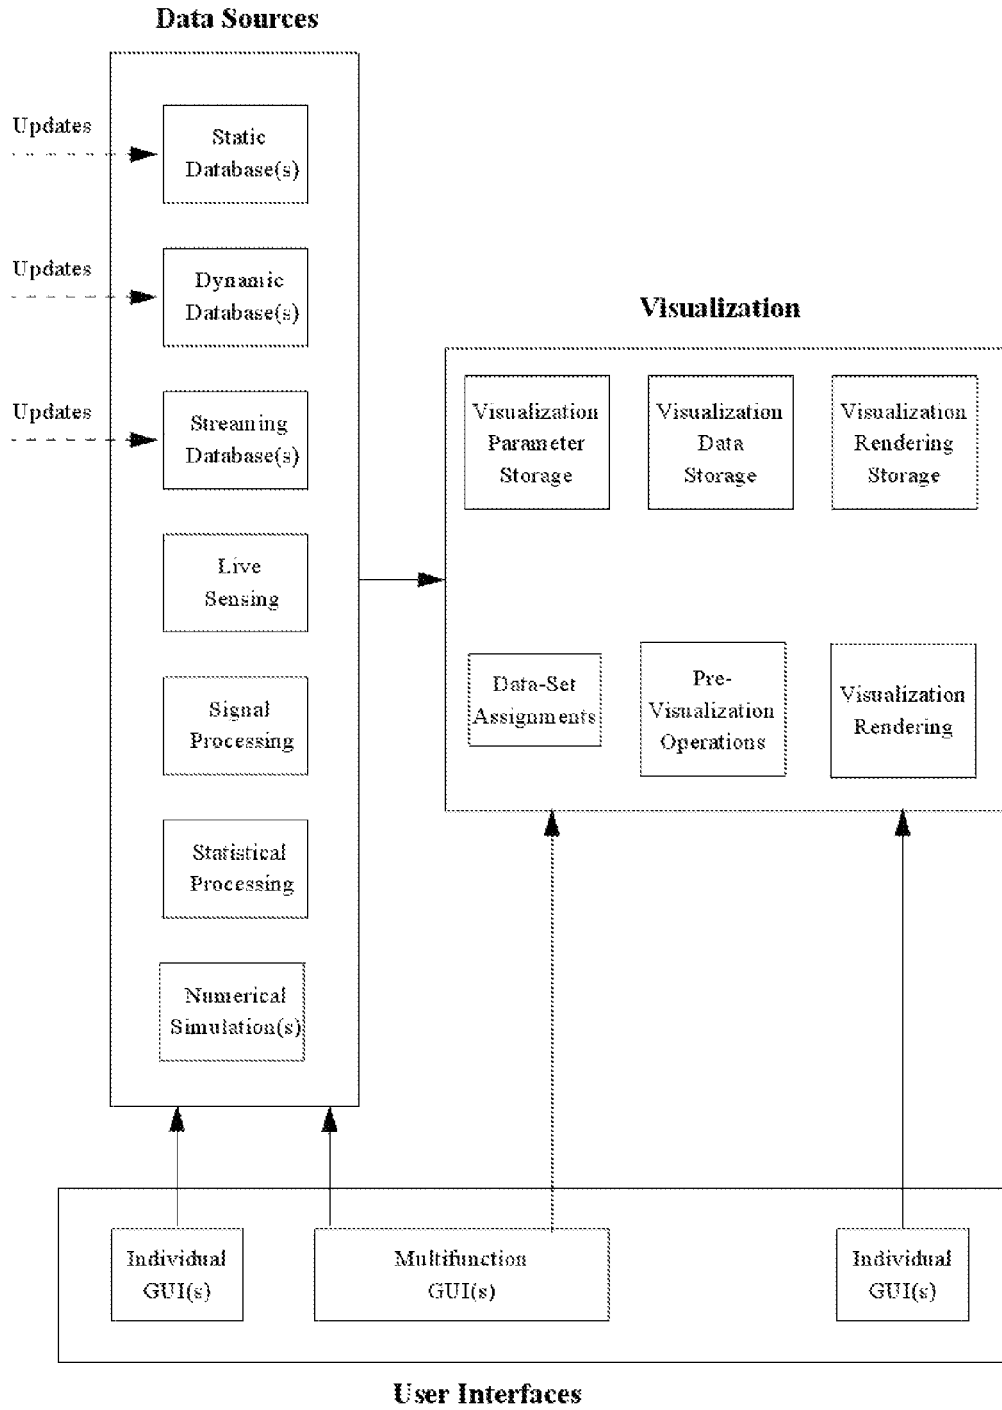 Data Sources
Updates
Static
Database(s)
Updates
Dynamic
Database(s)
Updates
Streaming
Database(s)
Live
Sensing
Signal
Processing
Statistical
Processing
Numerical
Simulation(s)
Visualization
Visualization
Parameter
Storage
Visualization
Data
Storage
Visualization
Rendering
Storage
Data-Set
Assignments
Pre-
Visualization
Operations
Visualization
Rendering
Individual
GUI(s)
Multifunction
GUI(s)
Individual
GUI(s)
User Interfaces